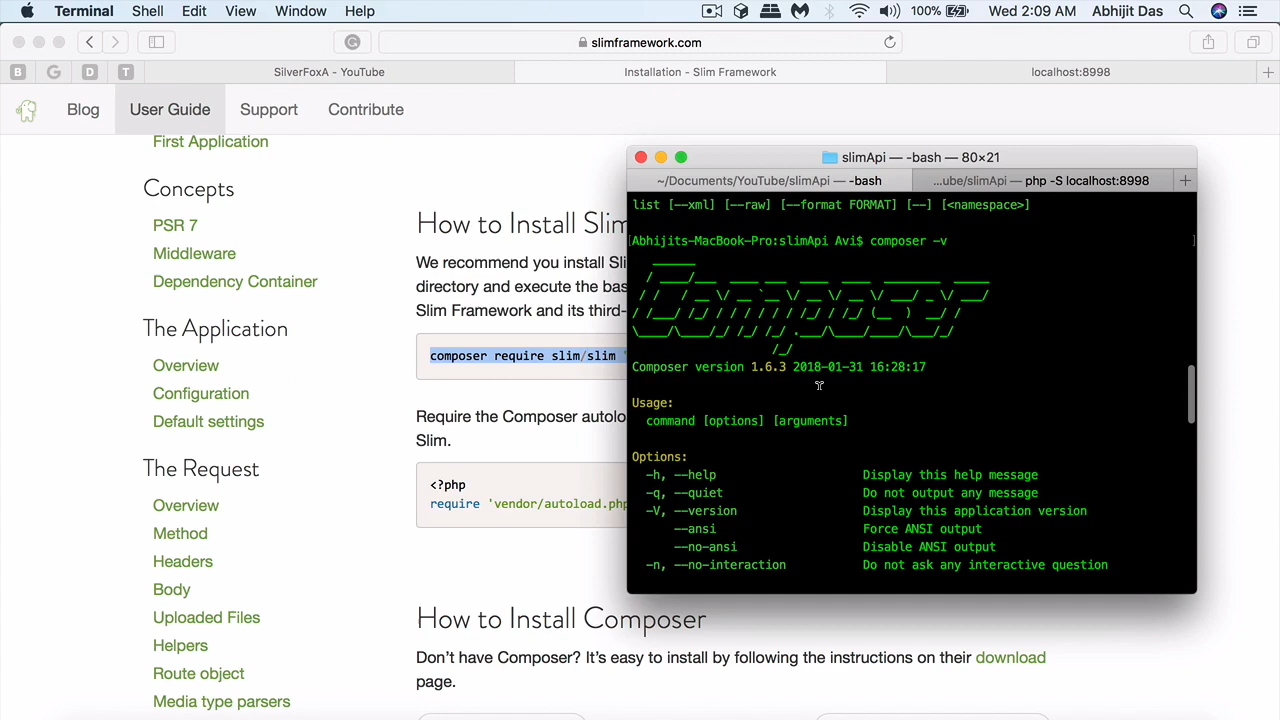 Terminal Shell Edit View Window Help 100% Wed 2:09 AM Abhijit Das
slimframework.com
B G D T SilverFoxA - YouTube Installation - Slim Framework localhost:8998
Blog User Guide Support Contribute
First Application
Concepts
PSR 7
Middleware
Dependency Container
The Application
Overview
Configuration
Default settings
The Request
Overview
Method
Headers
Body
Uploaded Files
Helpers
Route object
Media type parsers
How to Install Slim
We recommend you install Sli
directory and execute the bas
Slim Framework and its third-
composer require slim/slim "
Require the Composer autolo
Slim.
<?php
require 'vendor/autoload.php
How to Install Composer
Don't have Composer? It's easy to install by following the instructions on their download
page.
slimApi — -bash — 80×21
~/Documents/YouTube/slimApi — -bash ...ube/slimApi — php -S localhost:8998
list [--xml] [--raw] [--format FORMAT] [--] [<namespace>]
[Abhijits-MacBook-Pro:slimApi Avi$ composer -v ]
Composer
Composer version 1.6.3 2018-01-31 16:28:17
Usage:
command [options] [arguments]
Options:
-h, --help Display this help message
-q, --quiet Do not output any message
-V, --version Display this application version
--ansi Force ANSI output
--no-ansi Disable ANSI output
-n, --no-interaction Do not ask any interactive question